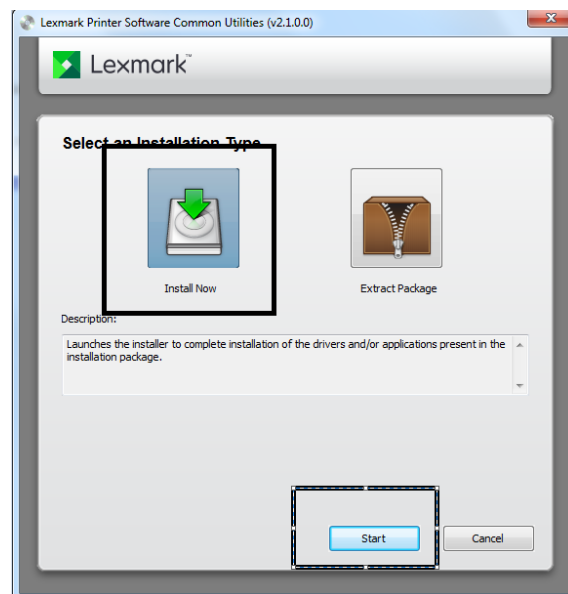 Lexmark Printer Software Common Utilities (v2.1.0.0)
Lexmark™
Select an Installation Type
Install Now
Extract Package
Description:
Launches the installer to complete installation of the drivers and/or applications present in the
installation package.
Start
Cancel